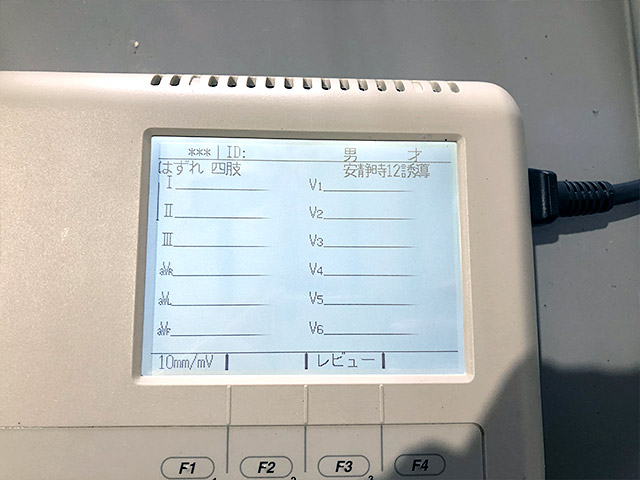 *** | ID: 男 才
はずれ 四肢 安静時12誘導
I V1
II V2
III V3
aVR V4
aVL V5
aVF V6
10mm/mV レビュー
F1 F2 F3 F4